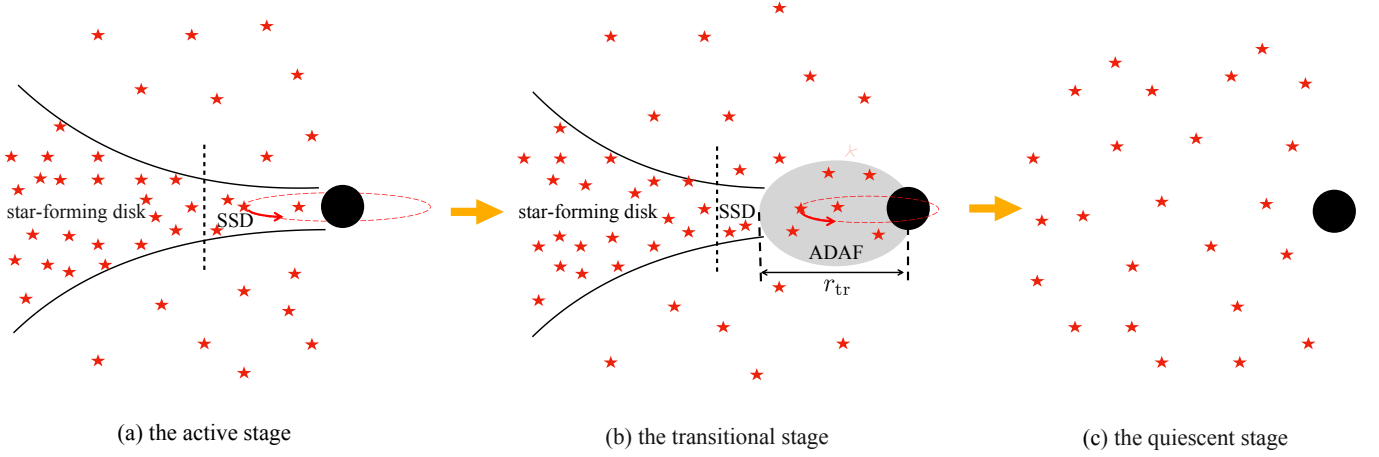 star-forming disk
SSD
(a) the active stage
star-forming disk
SSD
ADAF
r_tr
(b) the transitional stage
(c) the quiescent stage